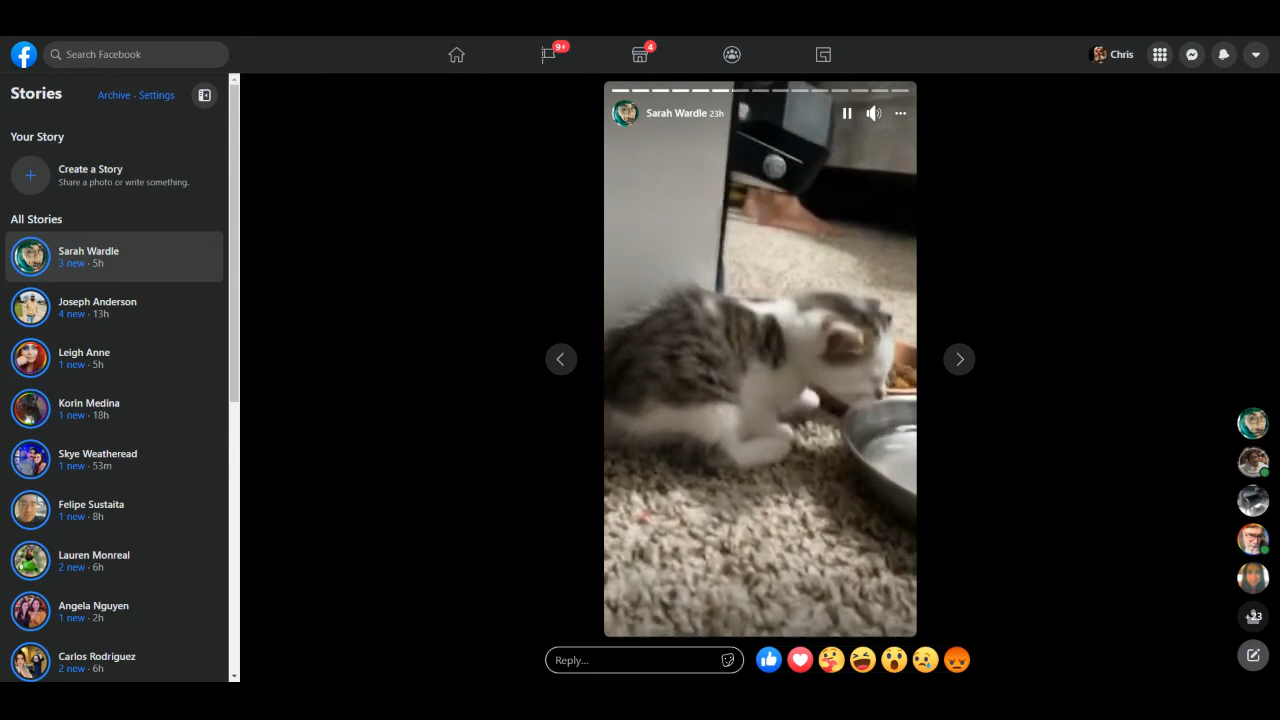 Search Facebook
9+
4
Chris
Stories
Archive · Settings
Your Story
Create a Story
Share a photo or write something.
All Stories
Sarah Wardle
3 new · 5h
Joseph Anderson
4 new · 13h
Leigh Anne
1 new · 5h
Korin Medina
1 new · 18h
Skye Weatheread
1 new · 53m
Felipe Sustaita
1 new · 8h
Lauren Monreal
2 new · 6h
Angela Nguyen
1 new · 2h
Carlos Rodriguez
2 new · 6h
Sarah Wardle 23h
Reply...
+23